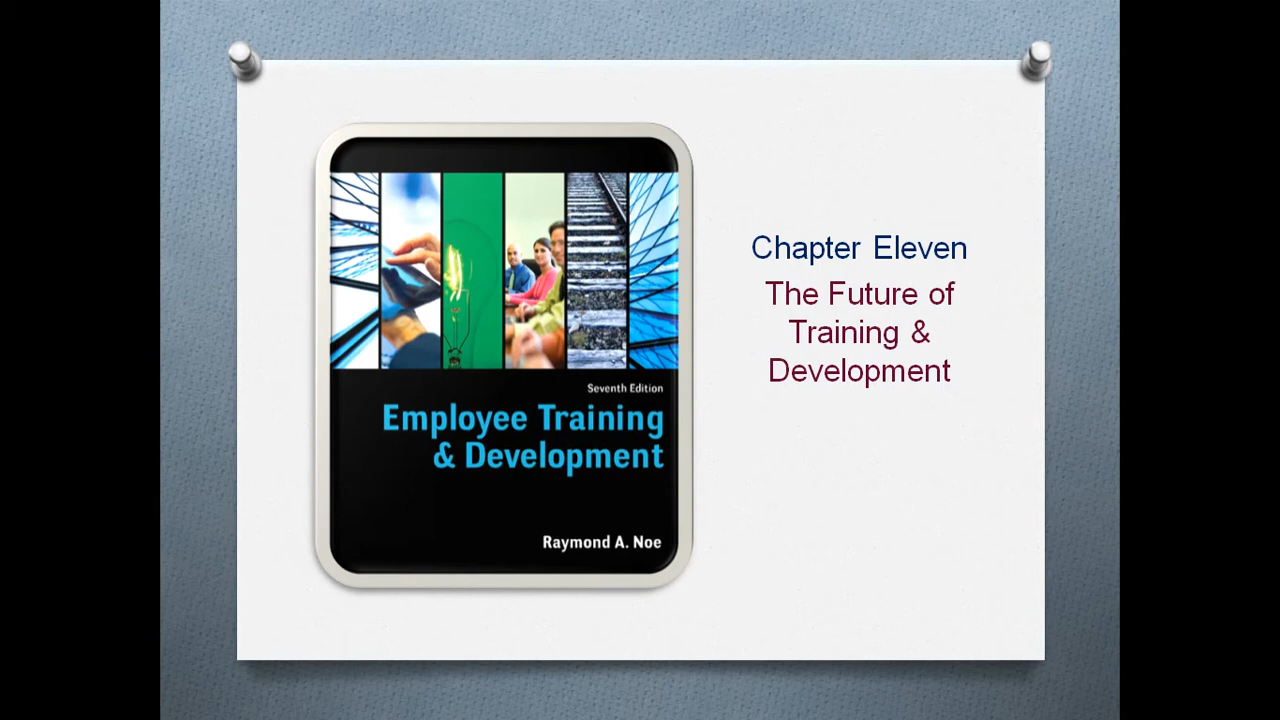 Seventh Edition
Employee Training
& Development
Raymond A. Noe
Chapter Eleven
The Future of
Training &
Development